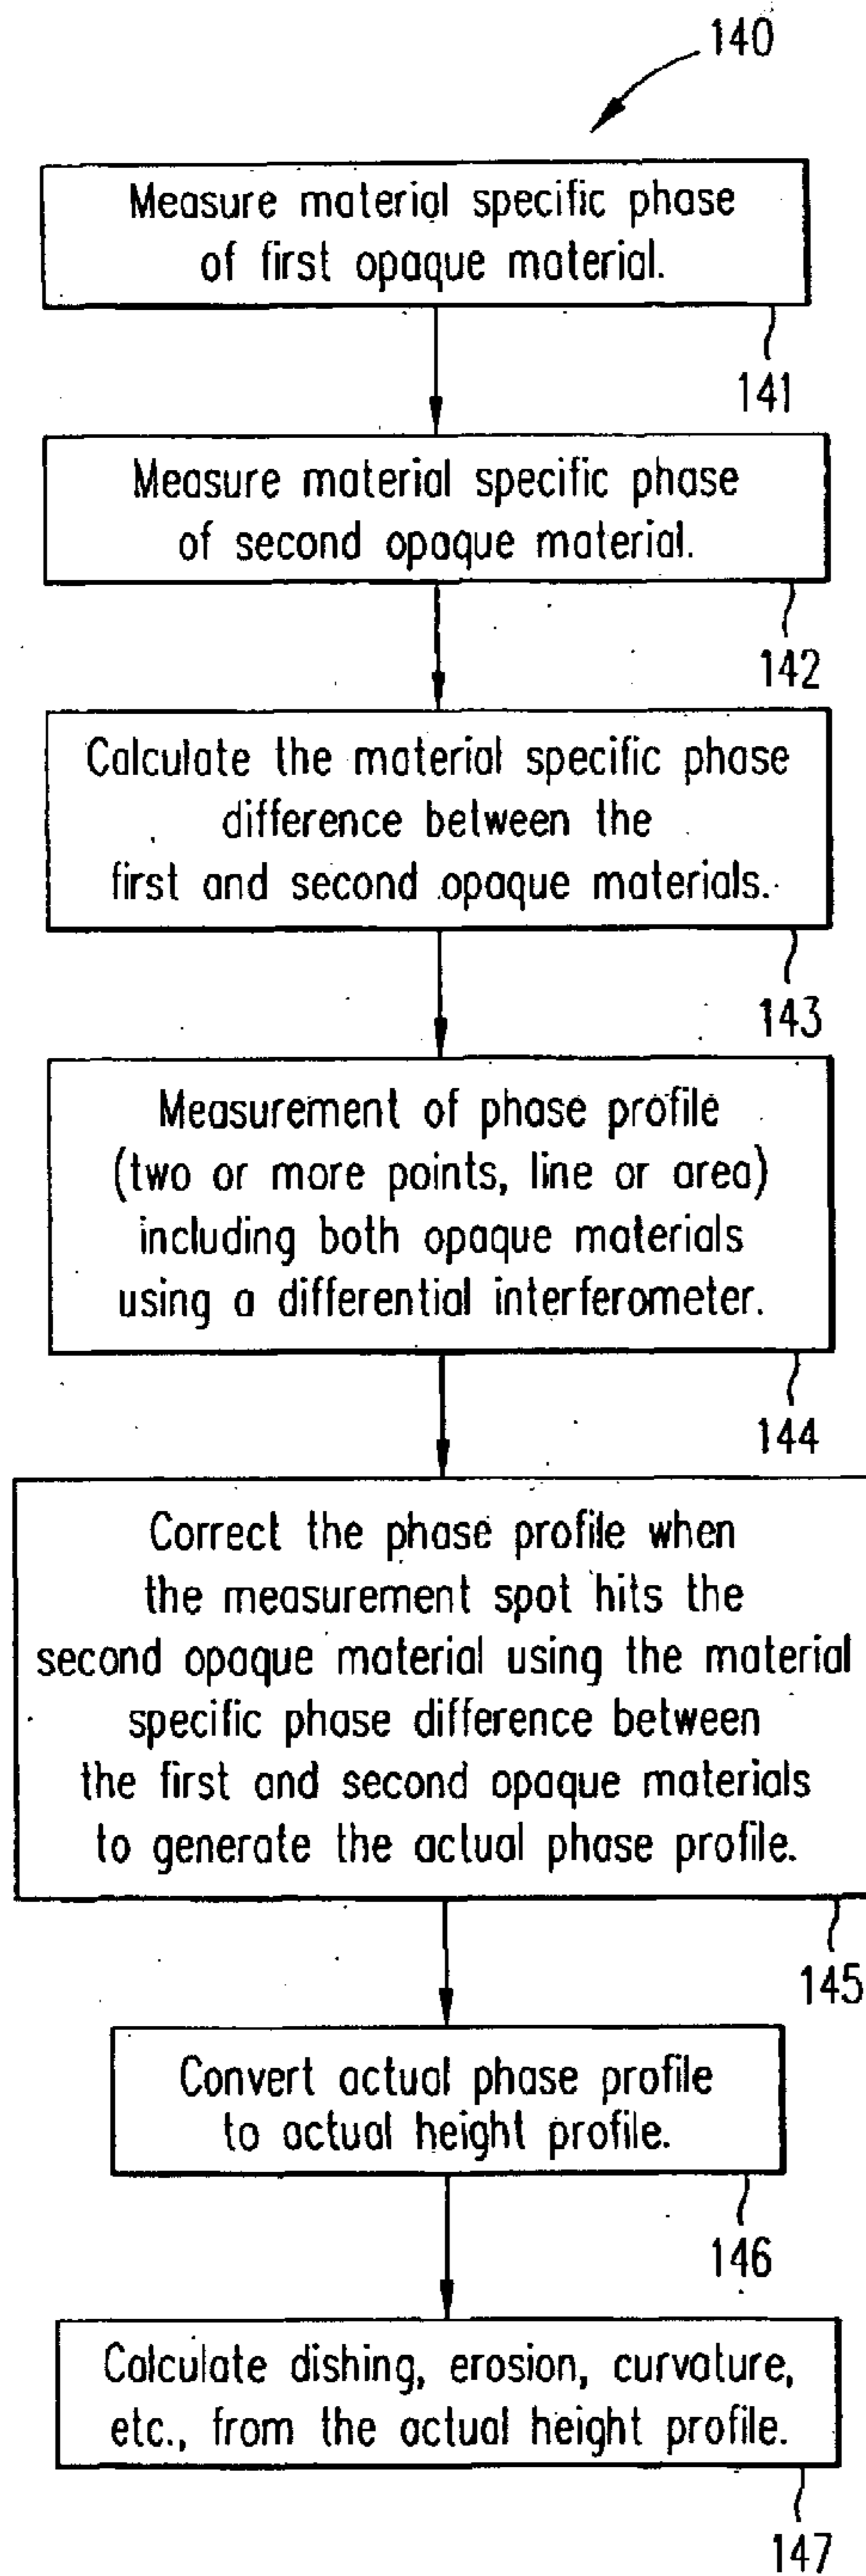 140
Measure material specific phase
of first opaque material.
141
Measure material specific phase
of second opaque material.
142
Calculate the material specific phase
difference between the
first and second opaque materials.
143
Measurement of phase profile
(two or more points, line or area)
including both opaque materials
using a differential interferometer.
144
Correct the phase profile when
the measurement spot hits the
second opaque material using the material
specific phase difference between
the first and second opaque materials
to generate the actual phase profile.
145
Convert actual phase profile
to actual height profile.
146
Calculate dishing, erosion, curvature,
etc., from the actual height profile.
147